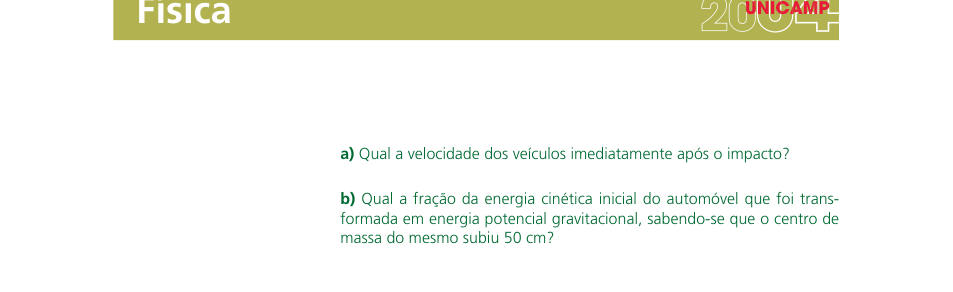 Física
2004
UNICAMP
a) Qual a velocidade dos veículos imediatamente após o impacto?
b) Qual a fração da energia cinética inicial do automóvel que foi trans-
formada em energia potencial gravitacional, sabendo-se que o centro de
massa do mesmo subiu 50 cm?